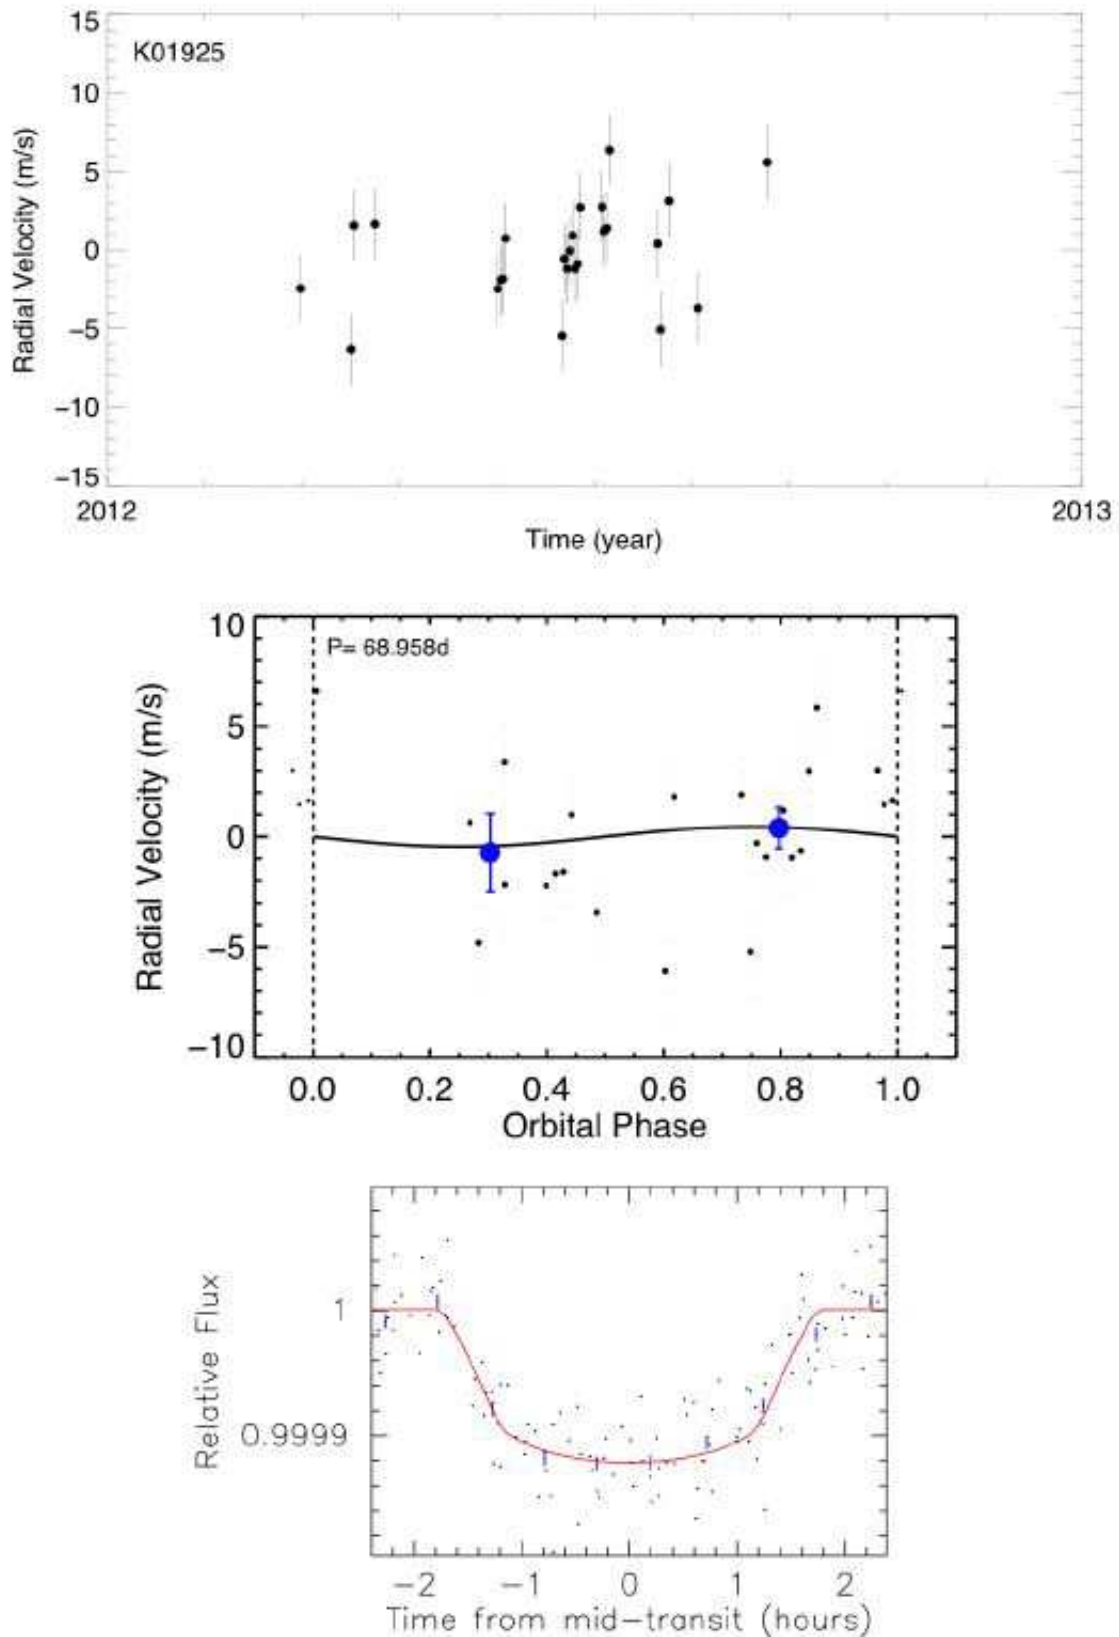 15
K01925
10
5
0
−5
−10
−15
Radial Velocity (m/s)
2012
2013
Time (year)
10
P= 68.958d
5
0
−5
−10
Radial Velocity (m/s)
0.0 0.2 0.4 0.6 0.8 1.0
Orbital Phase
1
0.9999
Relative Flux
−2 −1 0 1 2
Time from mid−transit (hours)